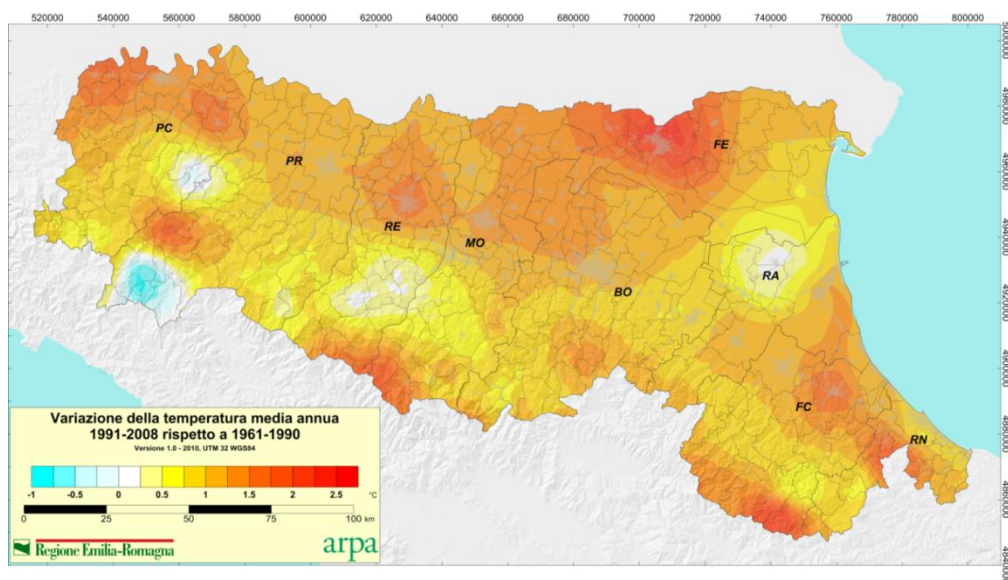 520000 540000 560000 580000 600000 620000 640000 660000 680000 700000 720000 740000 760000 780000 800000
PC
FE
PR
RE
MO
RA
BO
FC
RN
Variazione della temperatura media annua
1991-2008 rispetto a 1961-1990
Versione 1.0 - 2010, UTM 32 WGS84
-1 -0.5 0 0.5 1 1.5 2 2.5 °C
0 25 50 75 100 km
Regione Emilia-Romagna
arpa